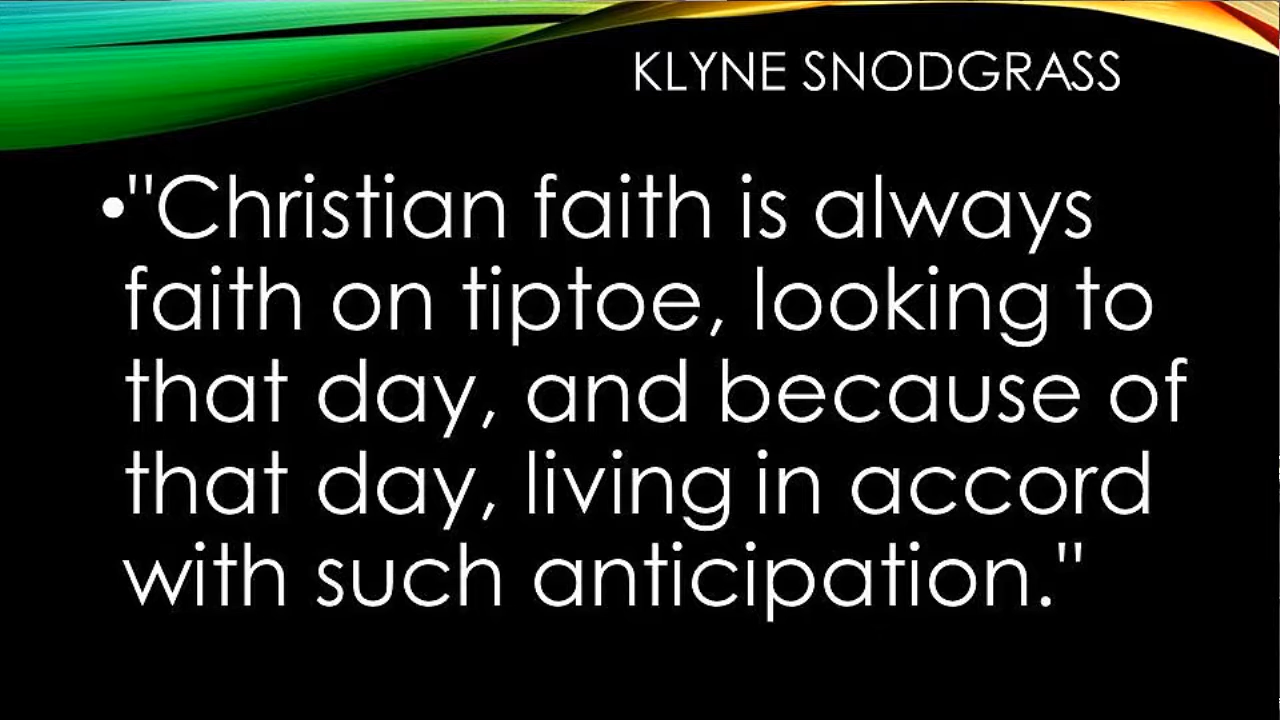 KLYNE SNODGRASS
•"Christian faith is always
faith on tiptoe, looking to
that day, and because of
that day, living in accord
with such anticipation."